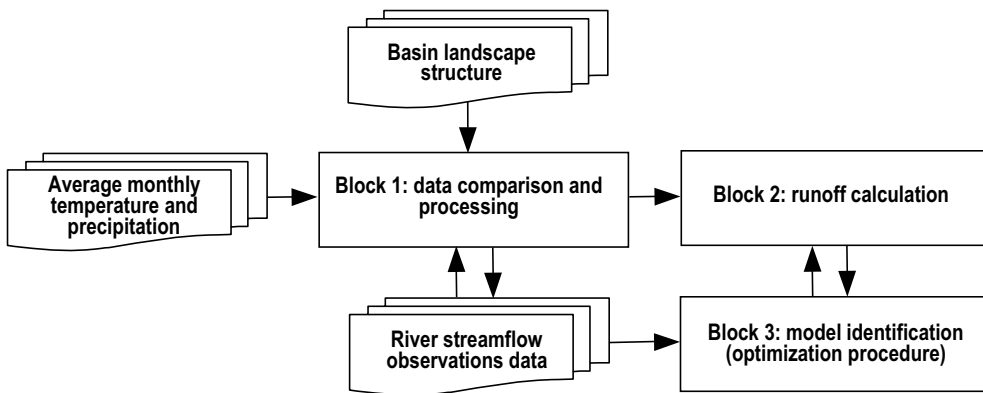 Basin landscape
structure
Average monthly
temperature and
precipitation
Block 1: data comparison and
processing
Block 2: runoff calculation
River streamflow
observations data
Block 3: model identification
(optimization procedure)